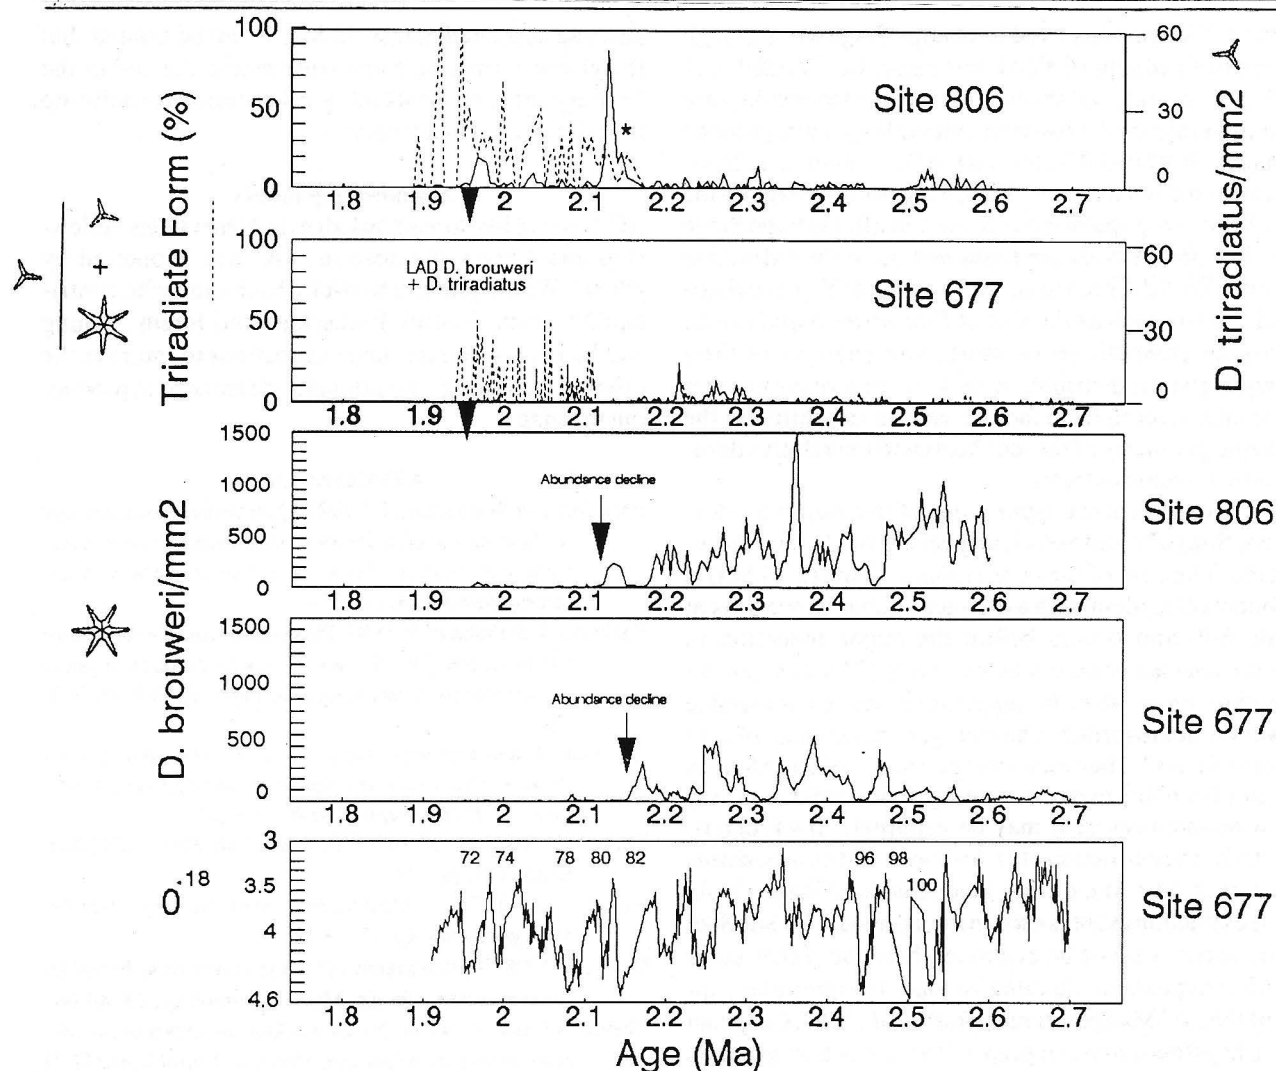 100
50
0
60
30
0
Site 806
1.8 1.9 2 2.1 2.2 2.3 2.4 2.5 2.6 2.7
Triradiate Form (%)
+
D. triradiatus/mm2
*
100
50
0
60
30
0
LAD D. brouweri
+ D. triradiatus
Site 677
1.8 1.9 2 2.1 2.2 2.3 2.4 2.5 2.6 2.7
1500
1000
500
0
Abundance decline
Site 806
1.8 1.9 2 2.1 2.2 2.3 2.4 2.5 2.6 2.7
D. brouweri/mm2
1500
1000
500
0
Abundance decline
Site 677
1.8 1.9 2 2.1 2.2 2.3 2.4 2.5 2.6 2.7
3
3.5
4
4.6
O.18
72 74 78 80 82 96 98
100
Site 677
1.8 1.9 2 2.1 2.2 2.3 2.4 2.5 2.6 2.7
Age (Ma)